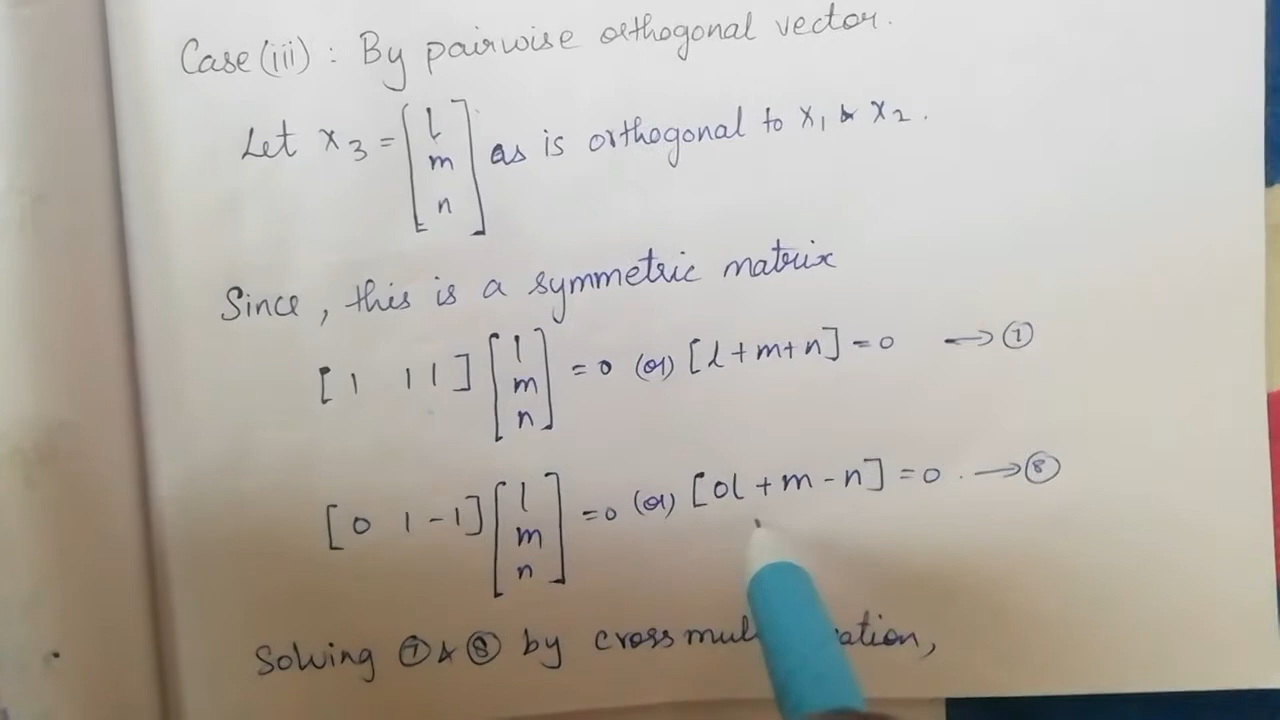 Case (iii) : By pairwise orthogonal vector.
Let x₃ = [l m n] as is orthogonal to x₁ & x₂ .
Since , this is a symmetric matrix
[1 1 1] [l m n] = 0 (or) [l + m + n] = 0 → ⑦
[0 1 -1] [l m n] = 0 (or) [0l + m - n] = 0 . → ⑧
Solving ⑦ & ⑧ by cross